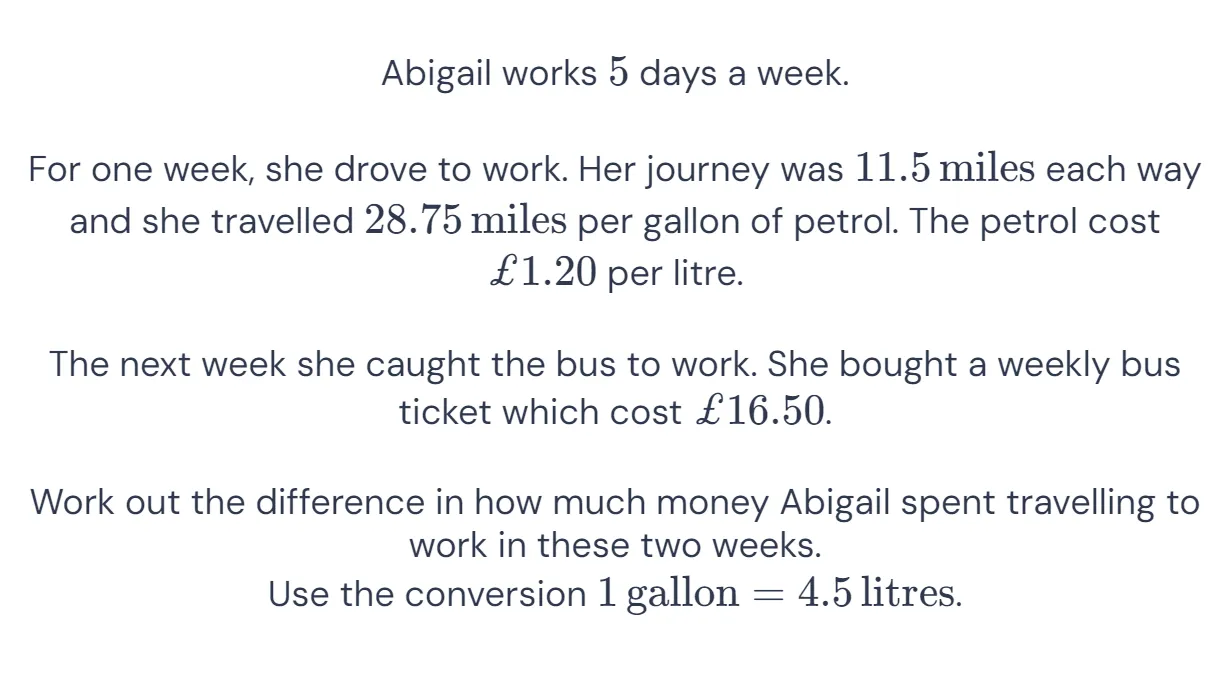 Abigail works 5 days a week.
For one week, she drove to work. Her journey was 11.5 miles each way
and she travelled 28.75 miles per gallon of petrol. The petrol cost
£1.20 per litre.
The next week she caught the bus to work. She bought a weekly bus
ticket which cost £16.50.
Work out the difference in how much money Abigail spent travelling to
work in these two weeks.
Use the conversion 1 gallon = 4.5 litres.